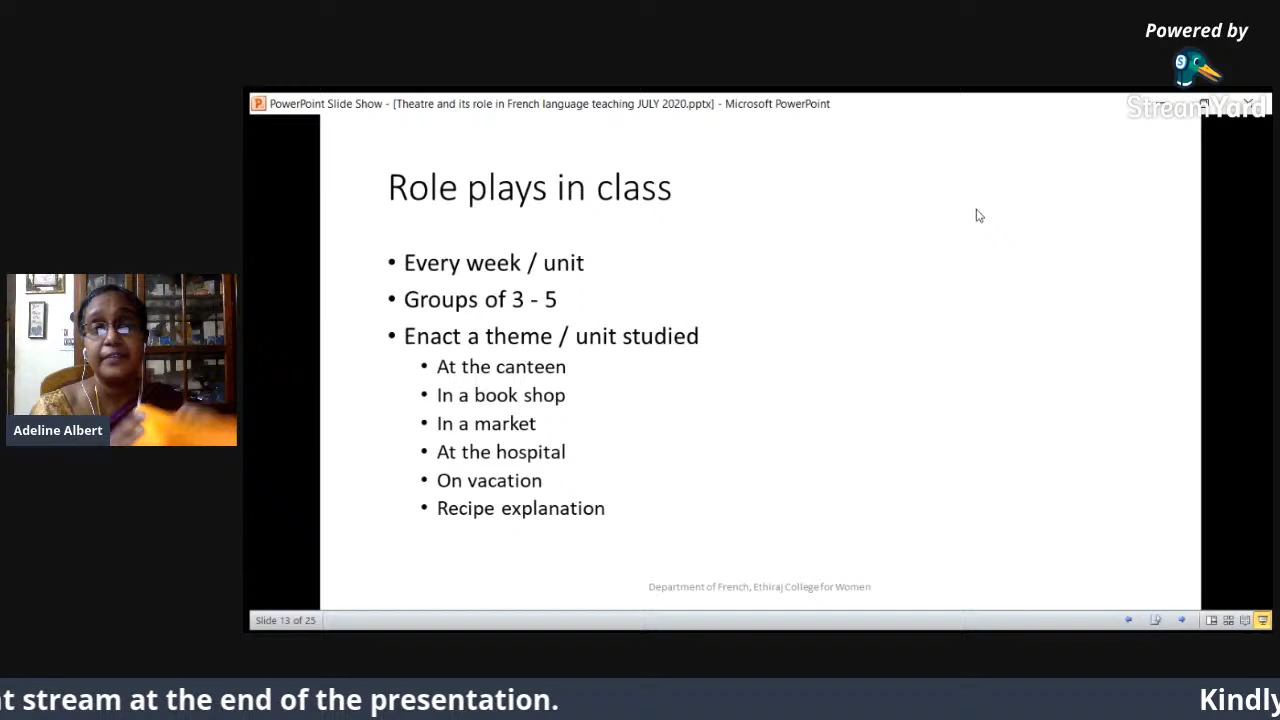 Powered by
StreamYard
PowerPoint Slide Show - [Theatre and its role in French language teaching JULY 2020.pptx] - Microsoft PowerPoint
Role plays in class
• Every week / unit
• Groups of 3 - 5
• Enact a theme / unit studied
• At the canteen
• In a book shop
• In a market
• At the hospital
• On vacation
• Recipe explanation
Adeline Albert
Department of French, Ethiraj College for Women
Slide 13 of 25
t stream at the end of the presentation.
Kindly